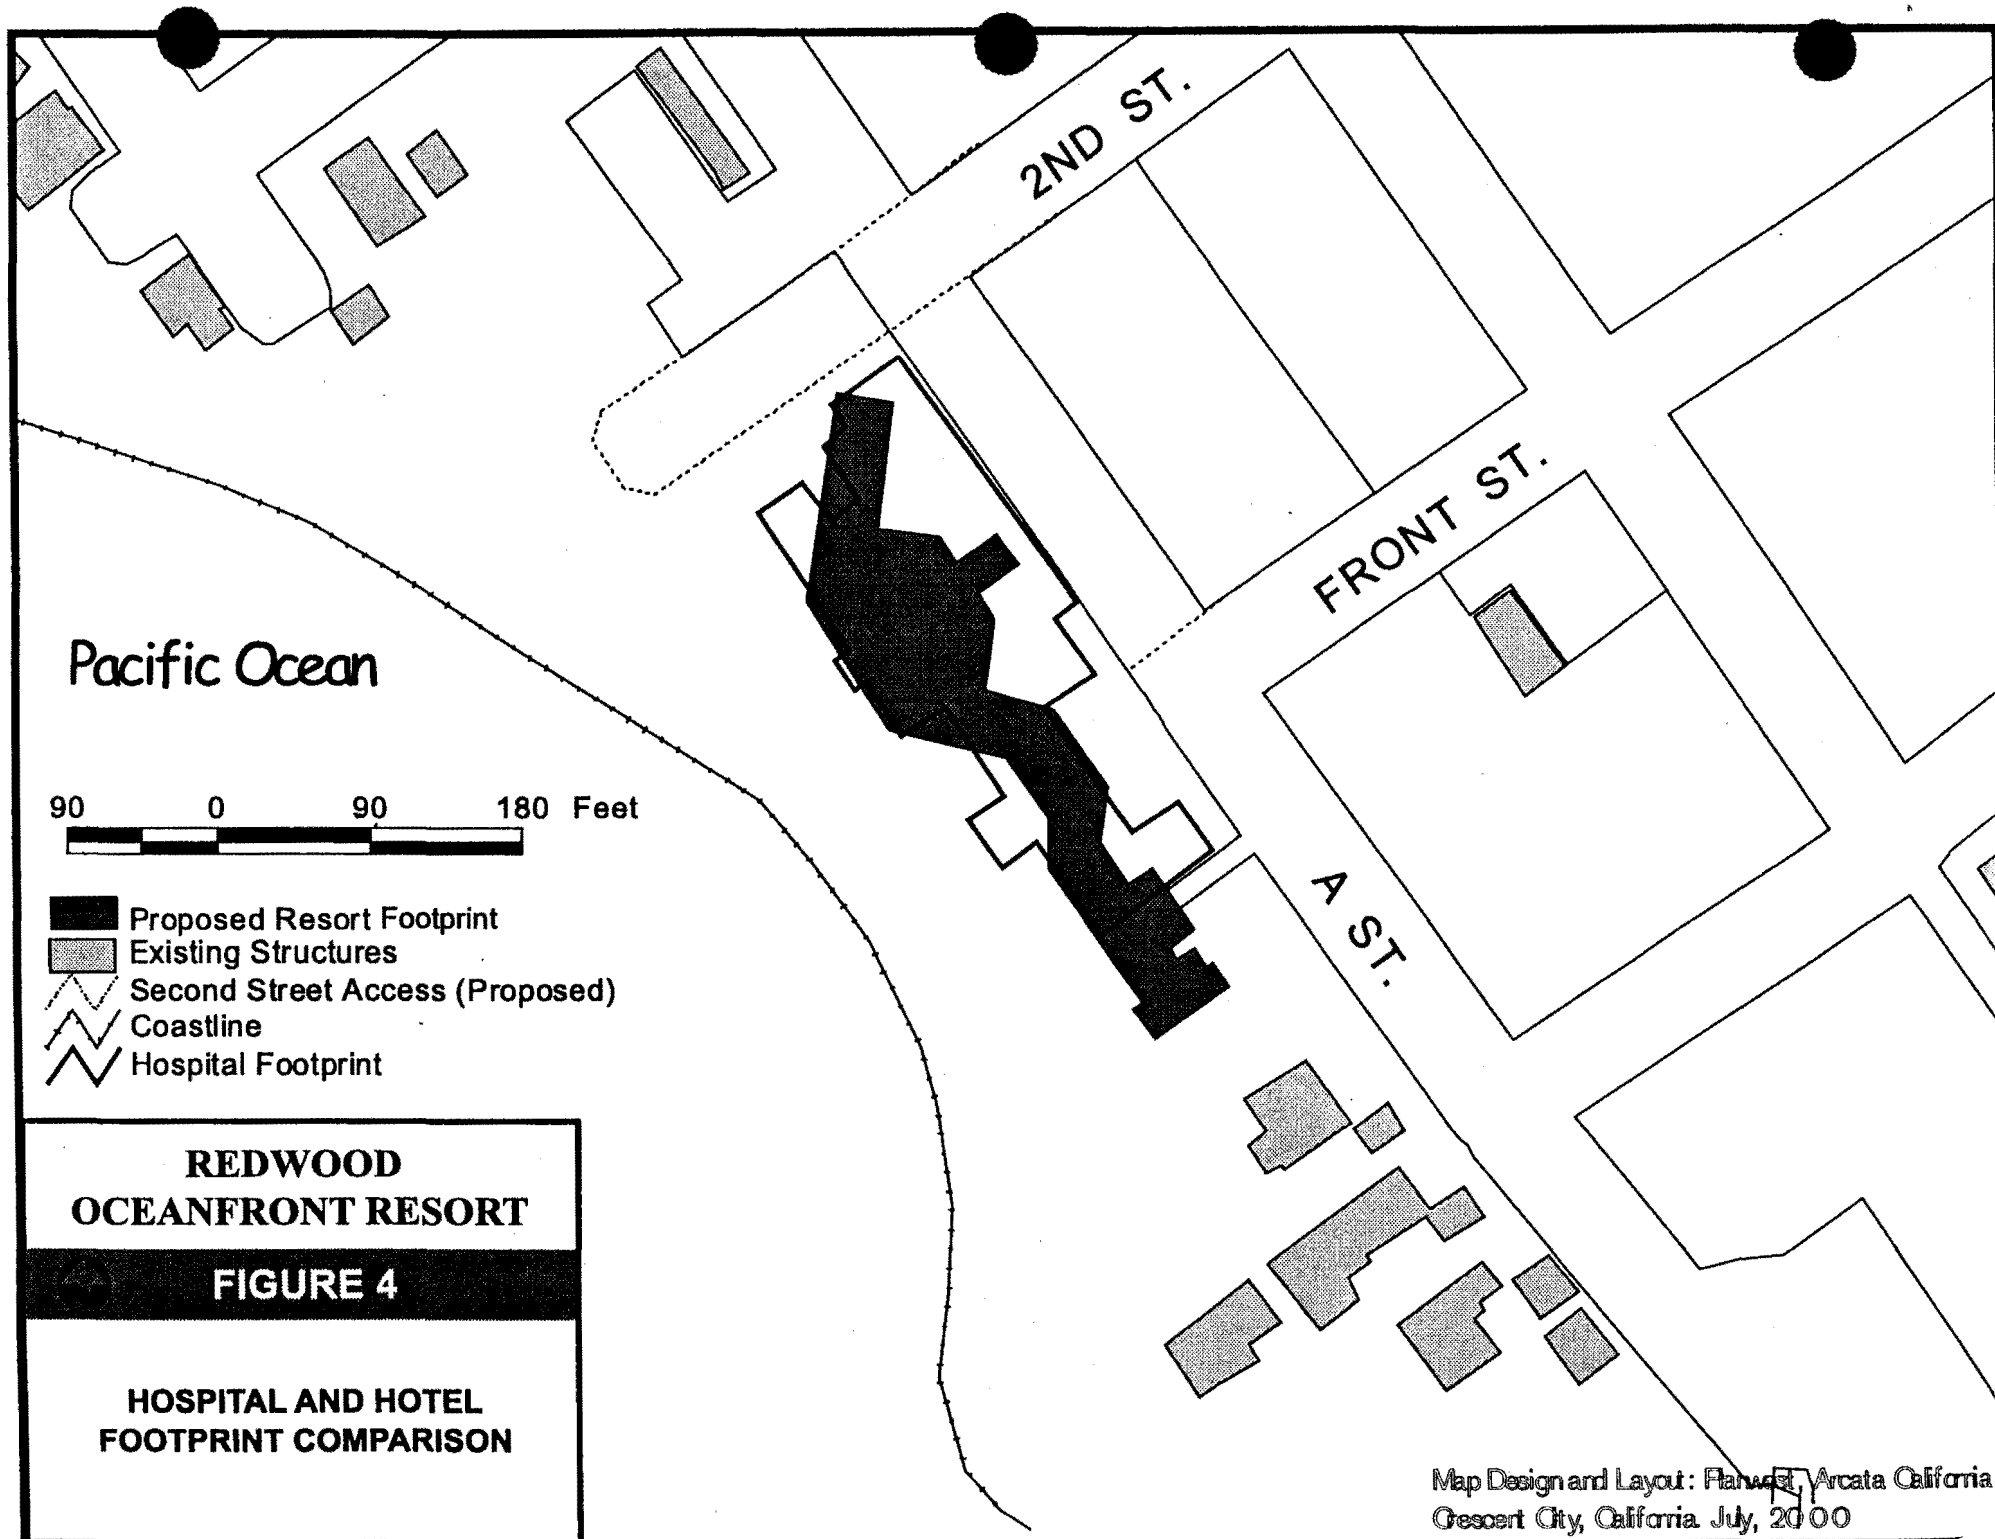 2ND ST.
FRONT ST.
A ST.
Pacific Ocean
90 0 90 180 Feet
Proposed Resort Footprint
Existing Structures
Second Street Access (Proposed)
Coastline
Hospital Footprint
REDWOOD
OCEANFRONT RESORT
FIGURE 4
HOSPITAL AND HOTEL
FOOTPRINT COMPARISON
Map Design and Layout: Planwest, Arcata California
Crescent City, California July, 2000